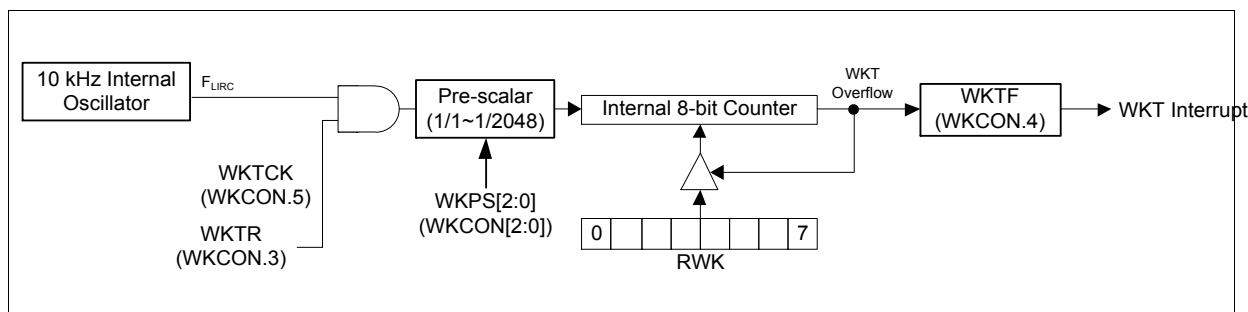 10 kHz Internal
Oscillator
FLIRC
Pre-scalar
(1/1~1/2048)
Internal 8-bit Counter
WKT
Overflow
WKTF
(WKCON.4)
WKT Interrupt
WKTCK
(WKCON.5)
WKTR
(WKCON.3)
WKPS[2:0]
(WKCON[2:0])
0 7
RWK